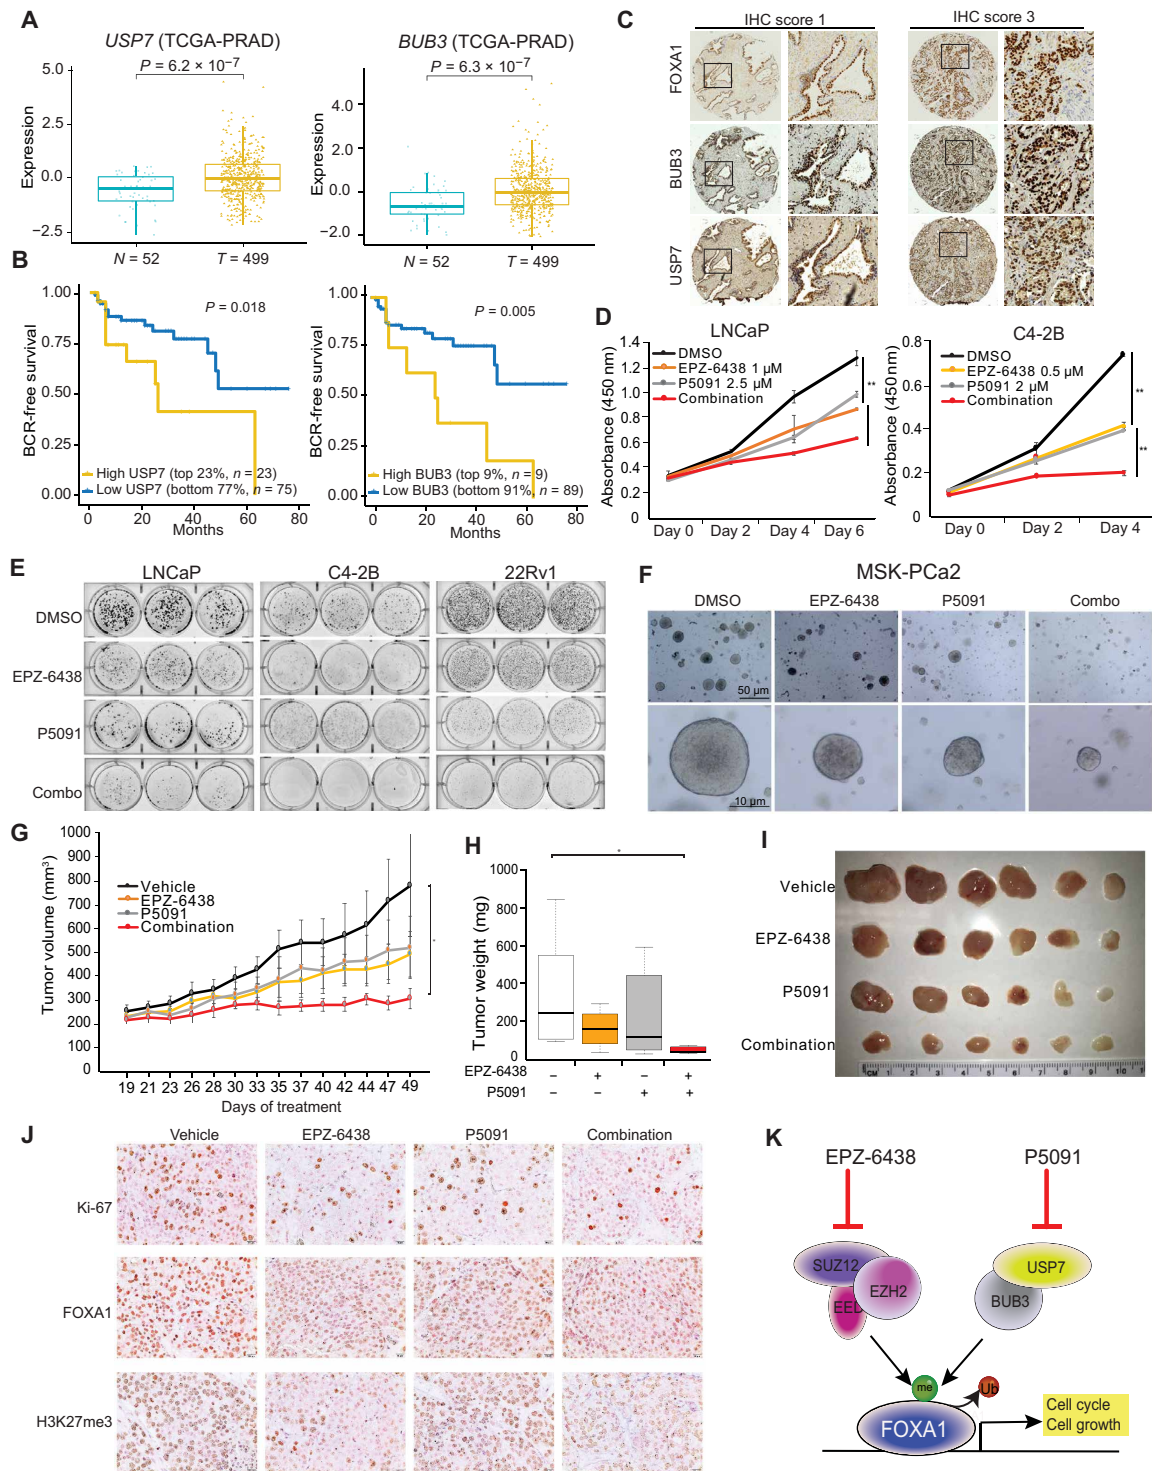 A
USP7 (TCGA-PRAD)
P = 6.2 × 10⁻⁷
Expression
5.0
2.5
0.0
−2.5
N = 52
T = 499
BUB3 (TCGA-PRAD)
P = 6.3 × 10⁻⁷
Expression
4.0
2.0
0.0
−2.0
N = 52
T = 499
B
P = 0.018
BCR-free survival
1.00
0.75
0.50
0.25
0.00
High USP7 (top 23%, n = 23)
Low USP7 (bottom 77%, n = 75)
0 20 40 60 80
Months
P = 0.005
BCR-free survival
1.00
0.75
0.50
0.25
0.00
High BUB3 (top 9%, n = 9)
Low BUB3 (bottom 91%, n = 89)
0 20 40 60 80
Months
C
IHC score 1
IHC score 3
FOXA1
BUB3
USP7
D
LNCaP
Absorbance (450 nm)
1.4
1.2
1.0
0.8
0.6
0.4
0.2
0
DMSO
EPZ-6438 1 µM
P5091 2.5 µM
Combination
**
Day 0 Day 2 Day 4 Day 6
C4-2B
Absorbance (450 nm)
0.8
0.6
0.4
0.2
0
DMSO
EPZ-6438 0.5 µM
P5091 2 µM
Combination
**
**
Day 0 Day 2 Day 4
E
LNCaP C4-2B 22Rv1
DMSO
EPZ-6438
P5091
Combo
F
MSK-PCa2
DMSO EPZ-6438 P5091 Combo
50 µm
10 µm
G
Tumor volume (mm³)
1000
900
800
700
600
500
400
300
200
100
0
Vehicle
EPZ-6438
P5091
Combination
*
19 21 23 26 28 30 33 35 37 40 42 44 47 49
Days of treatment
H
*
Tumor weight (mg)
1000
800
600
400
200
0
EPZ-6438 − + − +
P5091 − − + +
I
Vehicle
EPZ-6438
P5091
Combination
CM 1 2 3 4 5 6 7 8 9 10 1
J
Vehicle EPZ-6438 P5091 Combination
Ki-67
FOXA1
H3K27me3
K
EPZ-6438 P5091
SUZ12
EZH2
EED
USP7
BUB3
me
Ub
FOXA1
Cell cycle
Cell growth